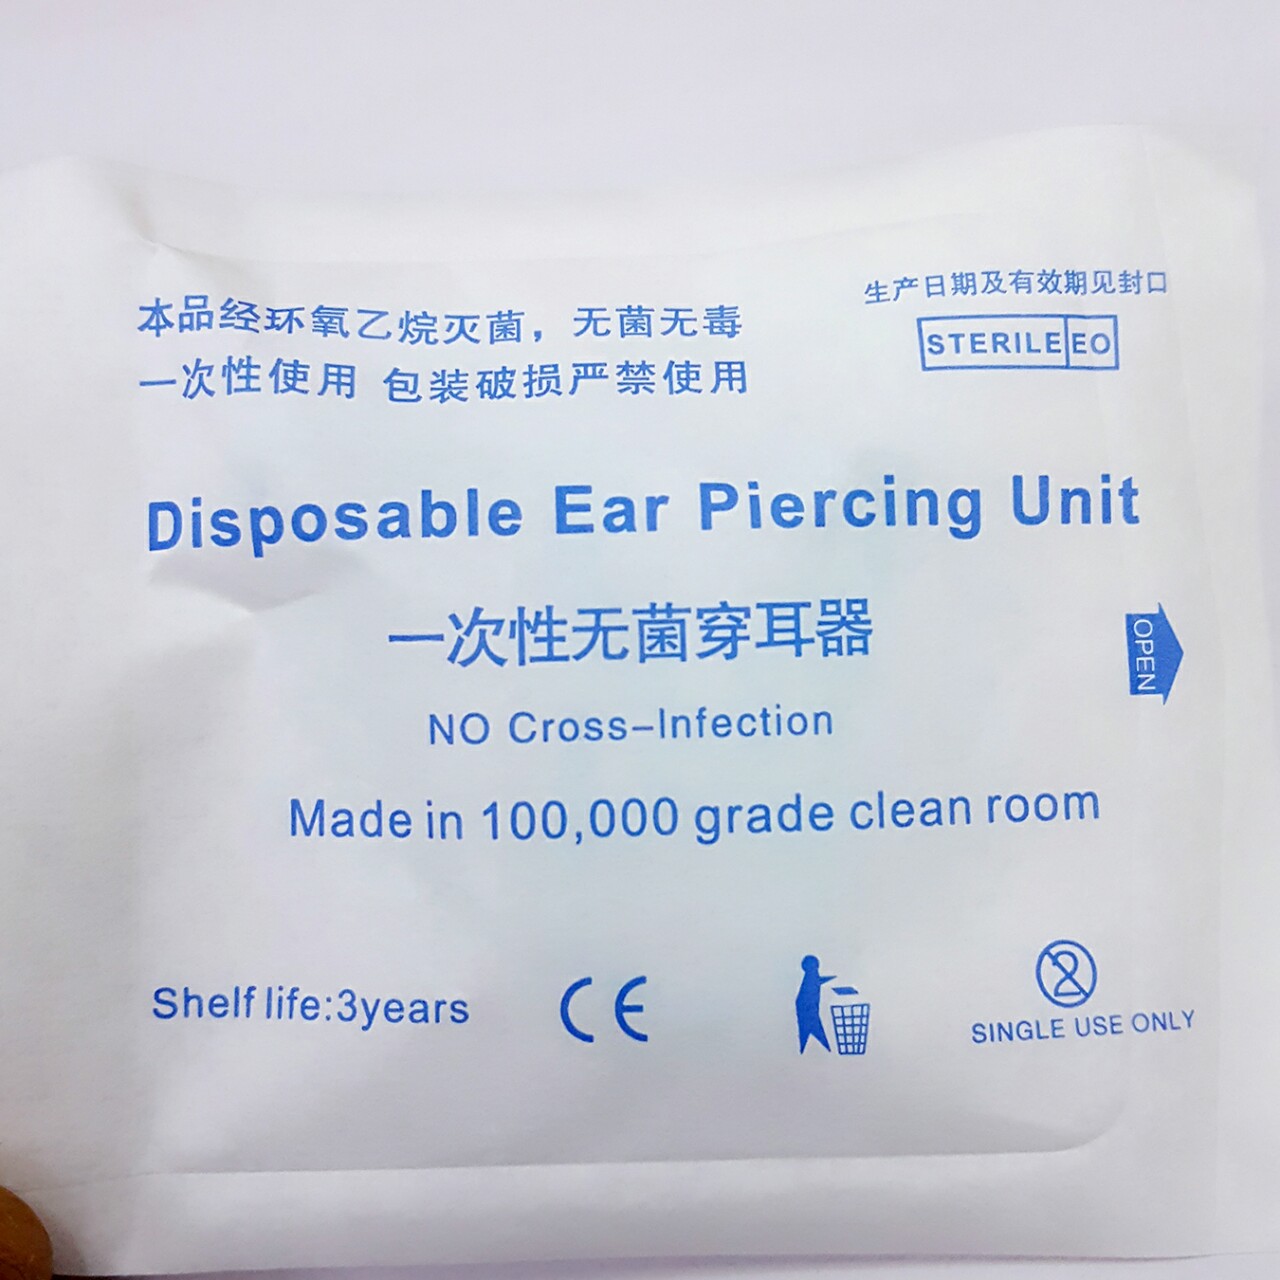 生产日期及有效期见封口
本品经环氧乙烷灭菌，无菌无毒
STERILE EO
一次性使用 包装破损严禁使用
Disposable Ear Piercing Unit
一次性无菌穿耳器
OPEN
NO Cross-Infection
Made in 100,000 grade clean room
Shelf life:3years
CE
2
SINGLE USE ONLY